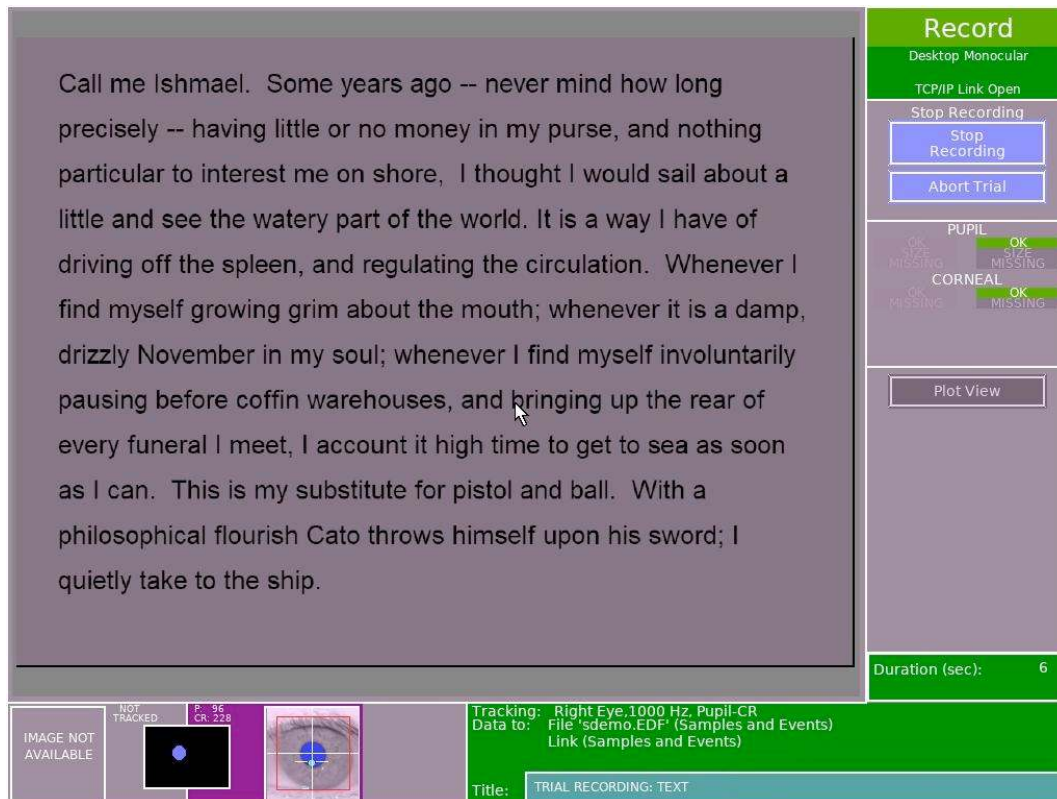 Call me Ishmael.  Some years ago -- never mind how long
precisely -- having little or no money in my purse, and nothing
particular to interest me on shore,  I thought I would sail about a
little and see the watery part of the world. It is a way I have of
driving off the spleen, and regulating the circulation.  Whenever I
find myself growing grim about the mouth; whenever it is a damp,
drizzly November in my soul; whenever I find myself involuntarily
pausing before coffin warehouses, and bringing up the rear of
every funeral I meet, I account it high time to get to sea as soon
as I can.  This is my substitute for pistol and ball.  With a
philosophical flourish Cato throws himself upon his sword; I
quietly take to the ship.
Record
Desktop Monocular
TCP/IP Link Open
Stop Recording
Stop
Recording
Abort Trial
PUPIL
OK OK
SIZE SIZE
MISSING MISSING
CORNEAL
OK OK
MISSING MISSING
Plot View
Duration (sec): 6
IMAGE NOT
AVAILABLE
NOT
TRACKED
P: 96
CR: 228
Tracking: Right Eye,1000 Hz, Pupil-CR
Data to: File 'sdemo.EDF' (Samples and Events)
Link (Samples and Events)
Title: TRIAL RECORDING: TEXT